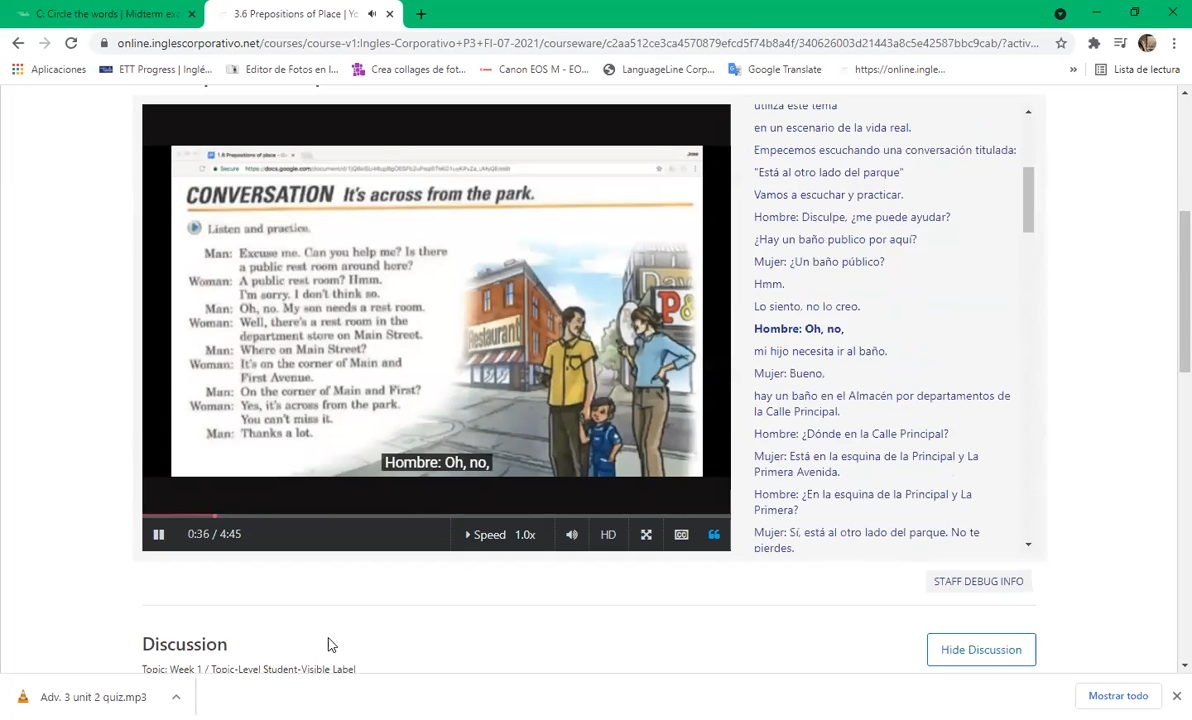 C: Circle the words | Midterm exa
3.6 Prepositions of Place | Yo
online.inglescorporativo.net/courses/course-v1:Ingles-Corporativo+P3+FI-07-2021/courseware/c2aa512ce3ca4570879efcd5f74b8a4f/340626003d21443a8c5e42587bbc9cab/?activ...
Aplicaciones
ETT Progress | Inglé...
Editor de Fotos en l...
Crea collages de fot...
Canon EOS M - EO...
LanguageLine Corp...
Google Translate
https://online.ingle...
»
Lista de lectura
1.6 Prepositions of place
Jose
Secure
CONVERSATION It's across from the park.
Listen and practice.
Man: Excuse me. Can you help me? Is there
a public rest room around here?
Woman: A public rest room? Hmm.
I'm sorry. I don't think so.
Man: Oh, no. My son needs a rest room.
Woman: Well, there's a rest room in the
department store on Main Street.
Man: Where on Main Street?
Woman: It's on the corner of Main and
First Avenue.
Man: On the corner of Main and First?
Woman: Yes, it's across from the park.
You can't miss it.
Man: Thanks a lot.
Restaurant
Hombre: Oh, no,
0:36 / 4:45
Speed 1.0x
HD
utiliza este tema
en un escenario de la vida real.
Empecemos escuchando una conversación titulada:
"Está al otro lado del parque"
Vamos a escuchar y practicar.
Hombre: Disculpe, ¿me puede ayudar?
¿Hay un baño publico por aquí?
Mujer: ¿Un baño público?
Hmm.
Lo siento, no lo creo.
Hombre: Oh, no,
mi hijo necesita ir al baño.
Mujer: Bueno,
hay un baño en el Almacén por departamentos de
la Calle Principal.
Hombre: ¿Dónde en la Calle Principal?
Mujer: Está en la esquina de la Principal y La
Primera Avenida.
Hombre: ¿En la esquina de la Principal y La
Primera?
Mujer: Sí, está al otro lado del parque. No te
pierdes.
STAFF DEBUG INFO
Discussion
Topic: Week 1 / Topic-Level Student-Visible Label
Hide Discussion
Adv. 3 unit 2 quiz.mp3
Mostrar todo